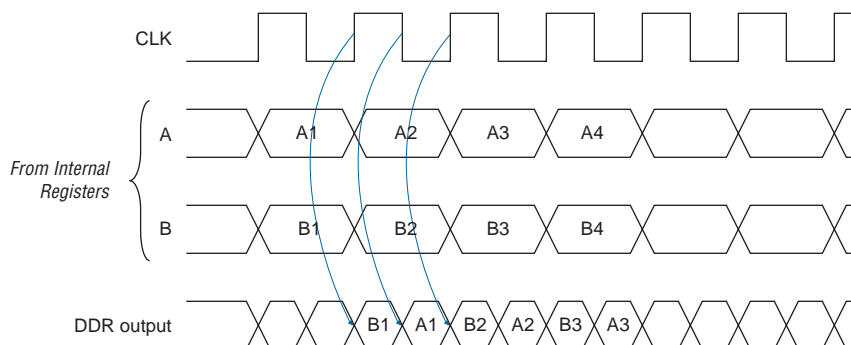 CLK
A
A1 A2 A3 A4
From Internal
Registers
B
B1 B2 B3 B4
DDR output
B1 A1 B2 A2 B3 A3